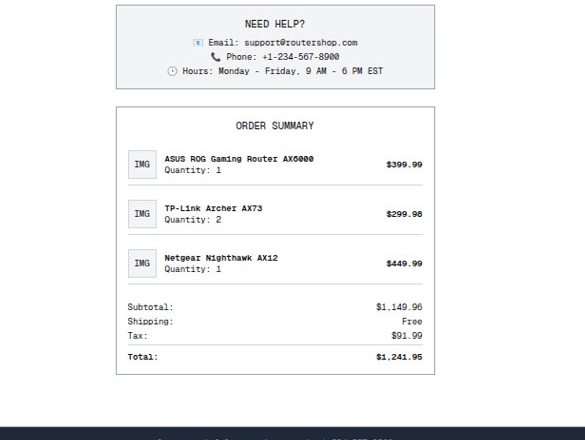 NEED HELP?
📧 Email: support@routershop.com
📞 Phone: +1-234-567-8900
🕒 Hours: Monday - Friday, 9 AM - 6 PM EST
ORDER SUMMARY
IMG
ASUS ROG Gaming Router AX6000
Quantity: 1
$399.99
IMG
TP-Link Archer AX73
Quantity: 2
$299.98
IMG
Netgear Nighthawk AX12
Quantity: 1
$449.99
Subtotal: $1,149.96
Shipping: Free
Tax: $91.99
Total: $1,241.95